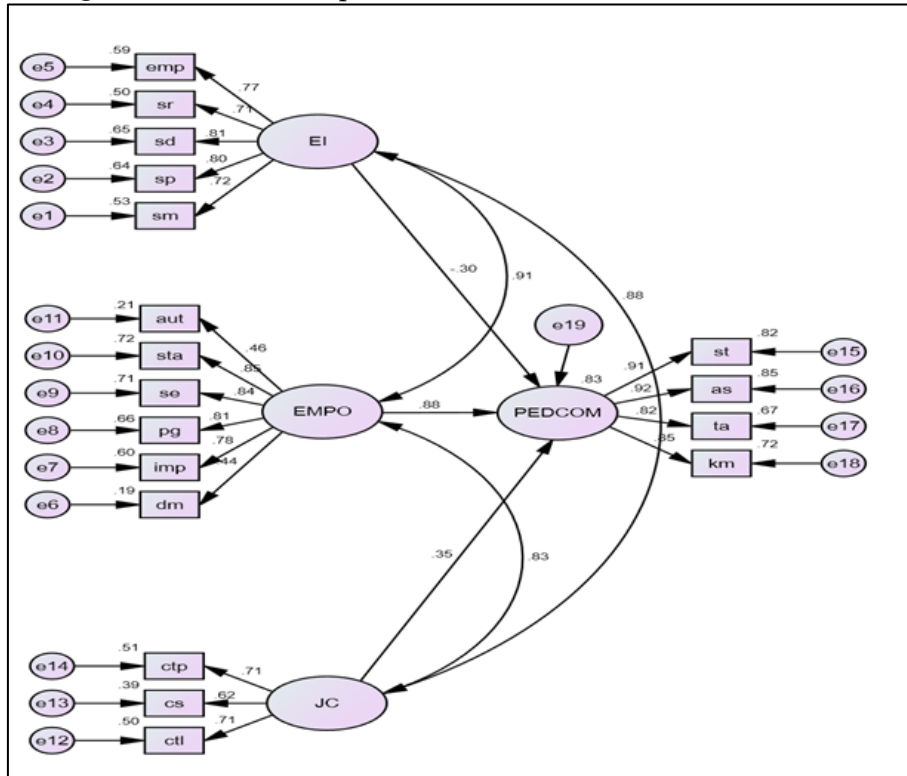 .59
e5
emp
.77
.50
e4
sr
.71
.65
e3
sd
.81
EI
.64
e2
sp
.80
.53
e1
sm
.72
-.30
.91
.88
.21
e11
aut
.46
.72
e10
sta
.85
.71
e9
se
.84
.66
e8
pg
.81
.60
e7
imp
.78
.19
e6
dm
.44
EMPO
.88
e19
.83
PEDCOM
.91
st
.82
e15
.92
as
.85
e16
.82
ta
.67
e17
.85
km
.72
e18
.35
.83
.51
e14
ctp
.71
.39
e13
cs
.62
JC
.50
e12
ctl
.71